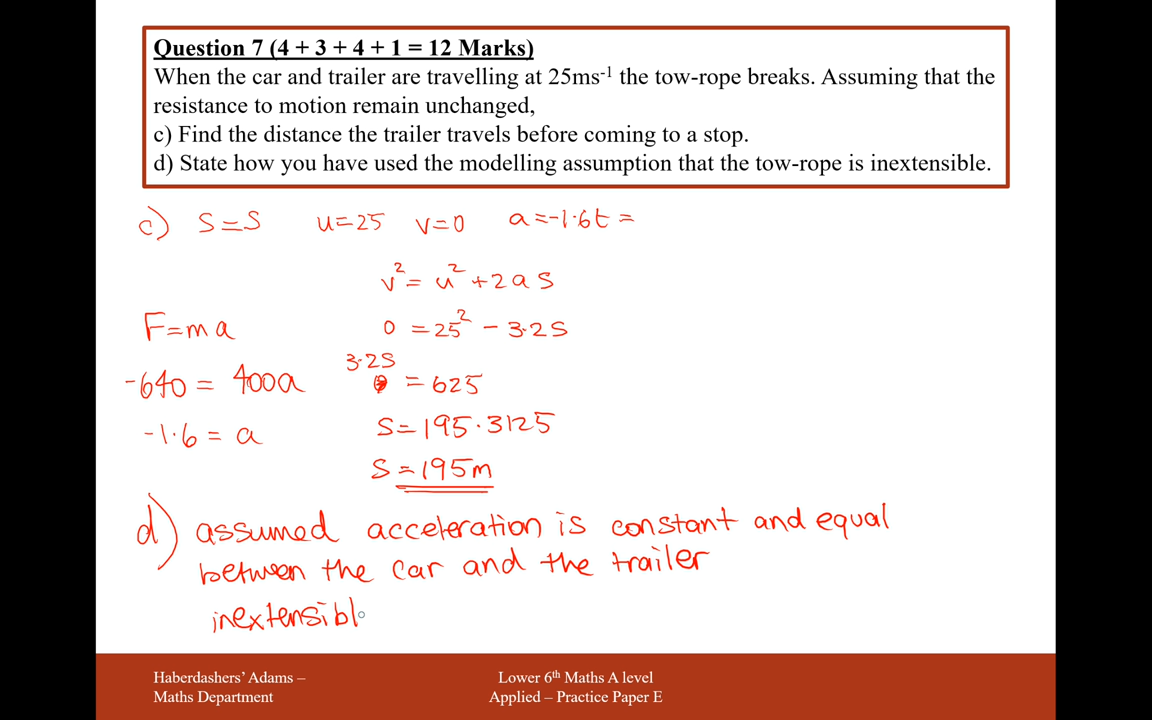 Question 7 (4 + 3 + 4 + 1 = 12 Marks)
When the car and trailer are travelling at 25ms⁻¹ the tow-rope breaks. Assuming that the
resistance to motion remain unchanged,
c) Find the distance the trailer travels before coming to a stop.
d) State how you have used the modelling assumption that the tow-rope is inextensible.
c) S=S u=25 v=0 a=-1.6 t=
v² = u² + 2as
F=ma
0 = 25² - 3.2S
3.2S
= 625
-640 = 400a
S=195.3125
-1.6 = a
S=195m
d) assumed acceleration is constant and equal
between the car and the trailer
inextensibl
Haberdashers' Adams –
Maths Department
Lower 6th Maths A level
Applied – Practice Paper E